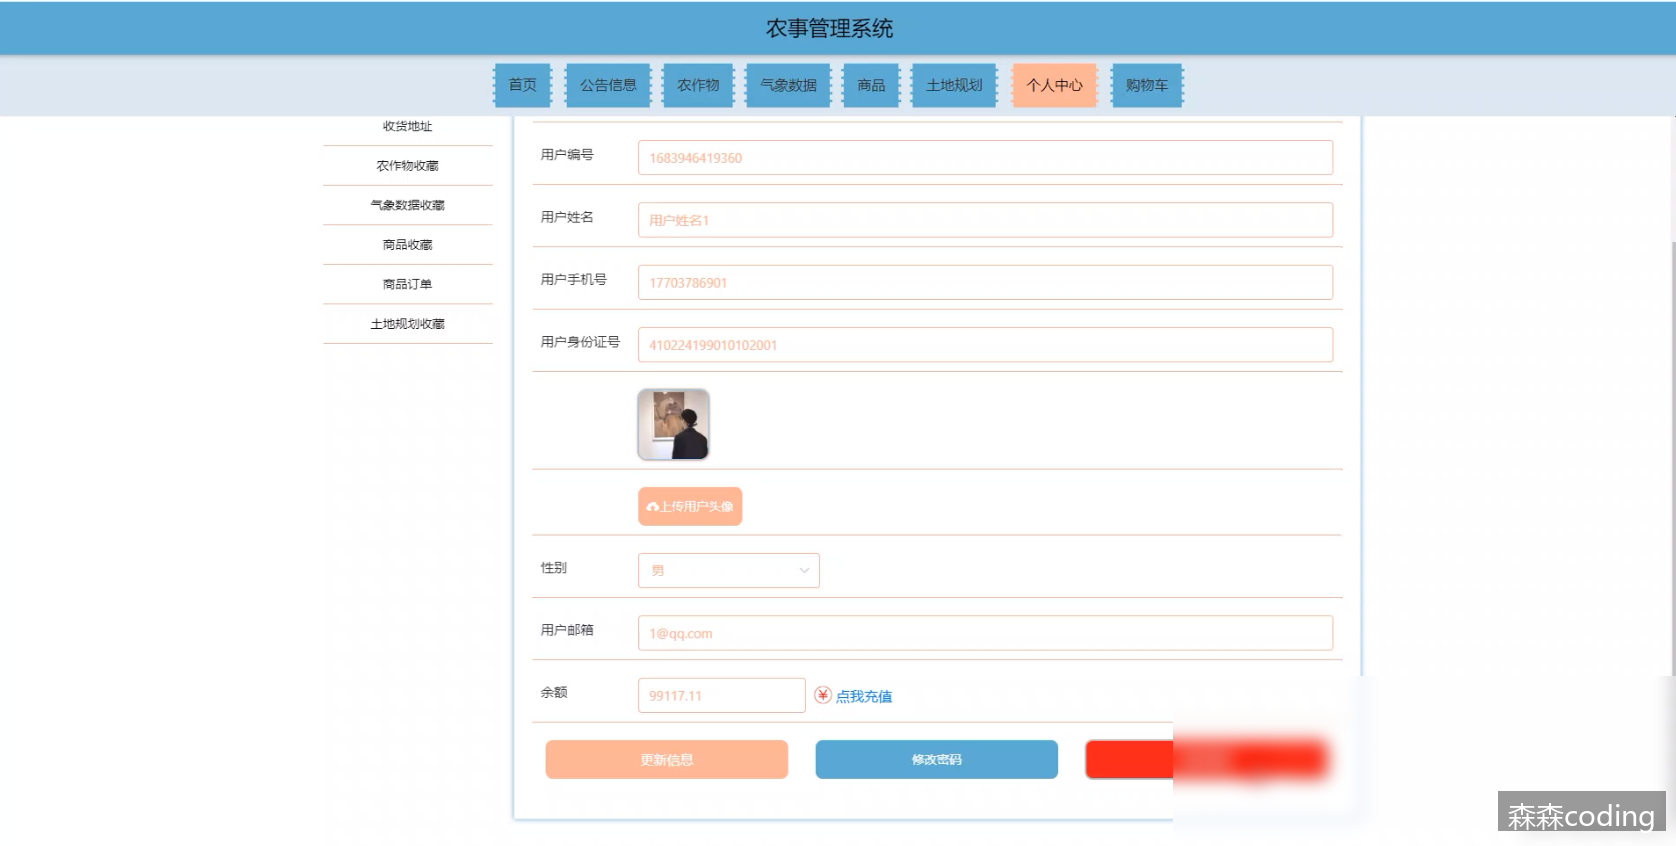 农事管理系统
首页 公告信息 农作物 气象数据 商品 土地规划 个人中心 购物车
收货地址
农作物收藏
气象数据收藏
商品收藏
商品订单
土地规划收藏
用户编号 1683946419360
用户姓名 用户姓名1
用户手机号 17703786901
用户身份证号 410224199010102001
上传用户头像
性别 男
用户邮箱 1@qq.com
余额 99117.11 ¥ 点我充值
更新信息 修改密码
森森coding